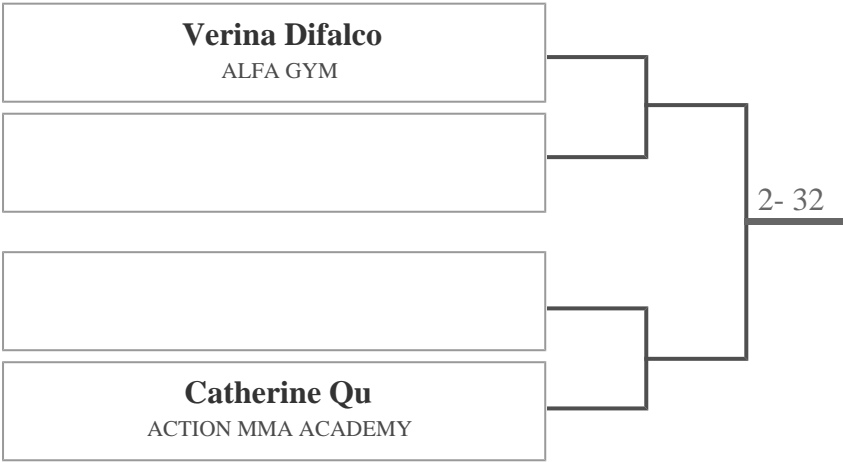 Verina Difalco
ALFA GYM
2- 32
Catherine Qu
ACTION MMA ACADEMY